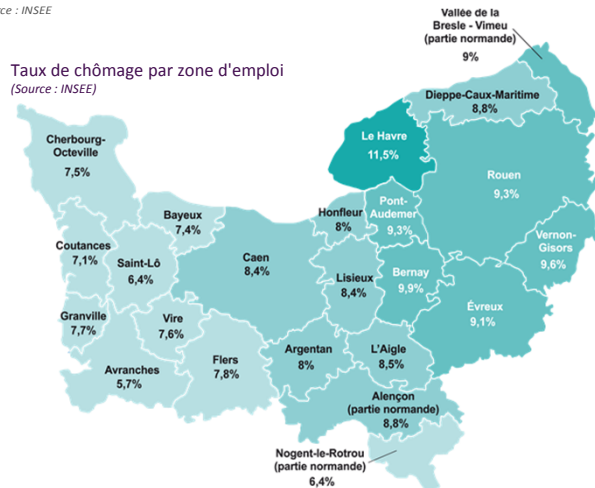 rce : INSEE
Taux de chômage par zone d'emploi
(Source : INSEE)
Vallée de la
Bresle - Vimeu
(partie normande)
9%
Dieppe-Caux-Maritime
8,8%
Le Havre
11,5%
Cherbourg-
Octeville
7,5%
Rouen
9,3%
Pont-
Audemer
9,3%
Honfleur
8%
Bayeux
7,4%
Vernon-
Gisors
9,6%
Coutances
7,1%
Saint-Lô
6,4%
Caen
8,4%
Lisieux
8,4%
Bernay
9,9%
Évreux
9,1%
Granville
7,7%
Vire
7,6%
Flers
7,8%
Argentan
8%
L'Aigle
8,5%
Avranches
5,7%
Alençon
(partie normande)
8,8%
Nogent-le-Rotrou
(partie normande)
6,4%